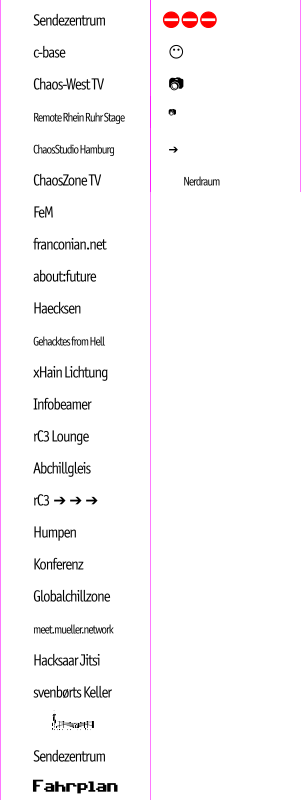 Sendezentrum
c-base
Chaos-West TV
Remote Rhein Ruhr Stage
ChaosStudio Hamburg
ChaosZone TV
FeM
franconian.net
about:future
Haecksen
Gehacktes from Hell
xHain Lichtung
Infobeamer
rC3 Lounge
Abchillgleis
rC3 ➔ ➔ ➔
Humpen
Konferenz
Globalchillzone
meet.mueller.network
Hacksaar Jitsi
svenbørts Keller
Sendezentrum
Fahrplan
⛔⛔⛔
😶
📷
📷
➔
Nerdraum